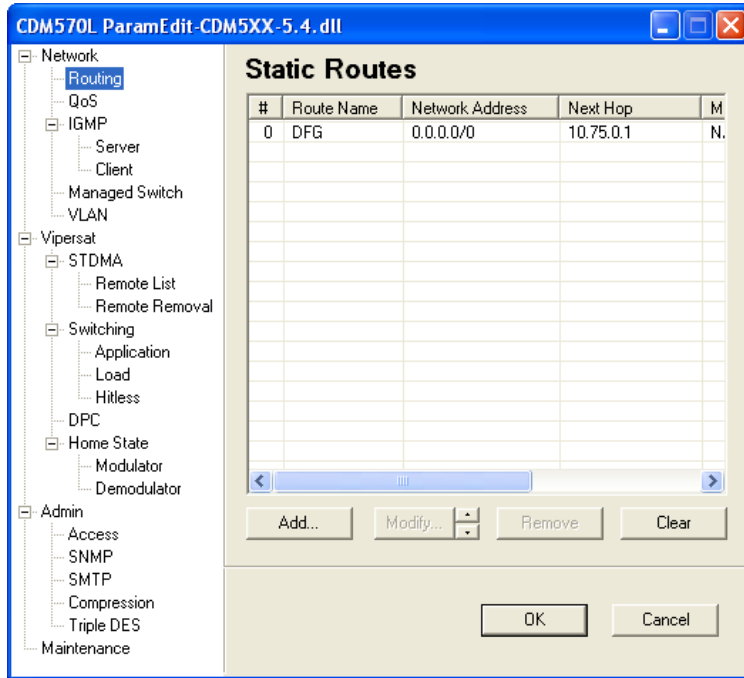 CDM570L ParamEdit-CDM5XX-5.4.dll
Network
Routing
QoS
IGMP
Server
Client
Managed Switch
VLAN
Vipersat
STDMA
Remote List
Remote Removal
Switching
Application
Load
Hitless
DPC
Home State
Modulator
Demodulator
Admin
Access
SNMP
SMTP
Compression
Triple DES
Maintenance
Static Routes
# Route Name Network Address Next Hop M
0 DFG 0.0.0.0/0 10.75.0.1 N.
Add... Modify... Remove Clear
OK Cancel